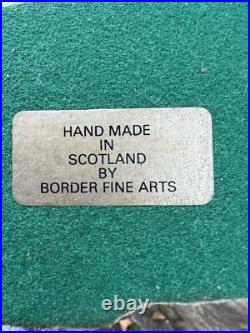 HAND MADE
IN
SCOTLAND
BY
BORDER FINE ARTS